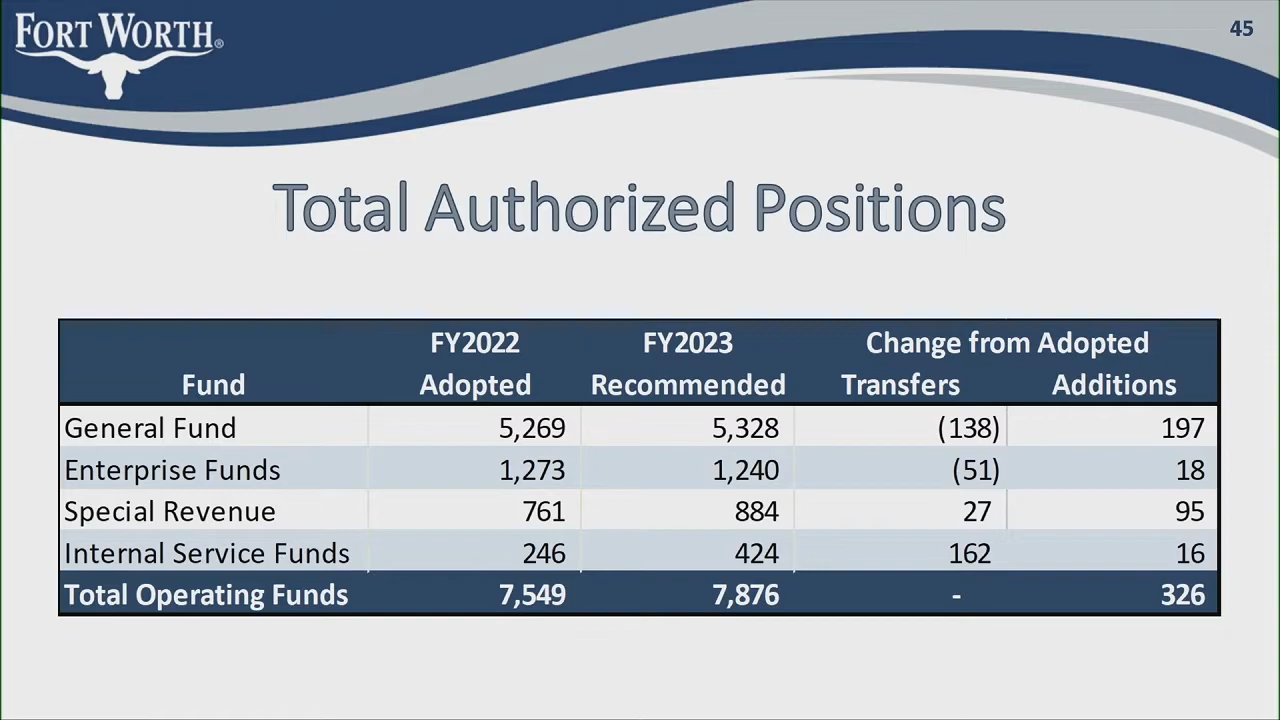 FORT WORTH®
45
Total Authorized Positions
FY2022 FY2023 Change from Adopted
Fund Adopted Recommended Transfers Additions
General Fund 5,269 5,328 (138) 197
Enterprise Funds 1,273 1,240 (51) 18
Special Revenue 761 884 27 95
Internal Service Funds 246 424 162 16
Total Operating Funds 7,549 7,876 - 326